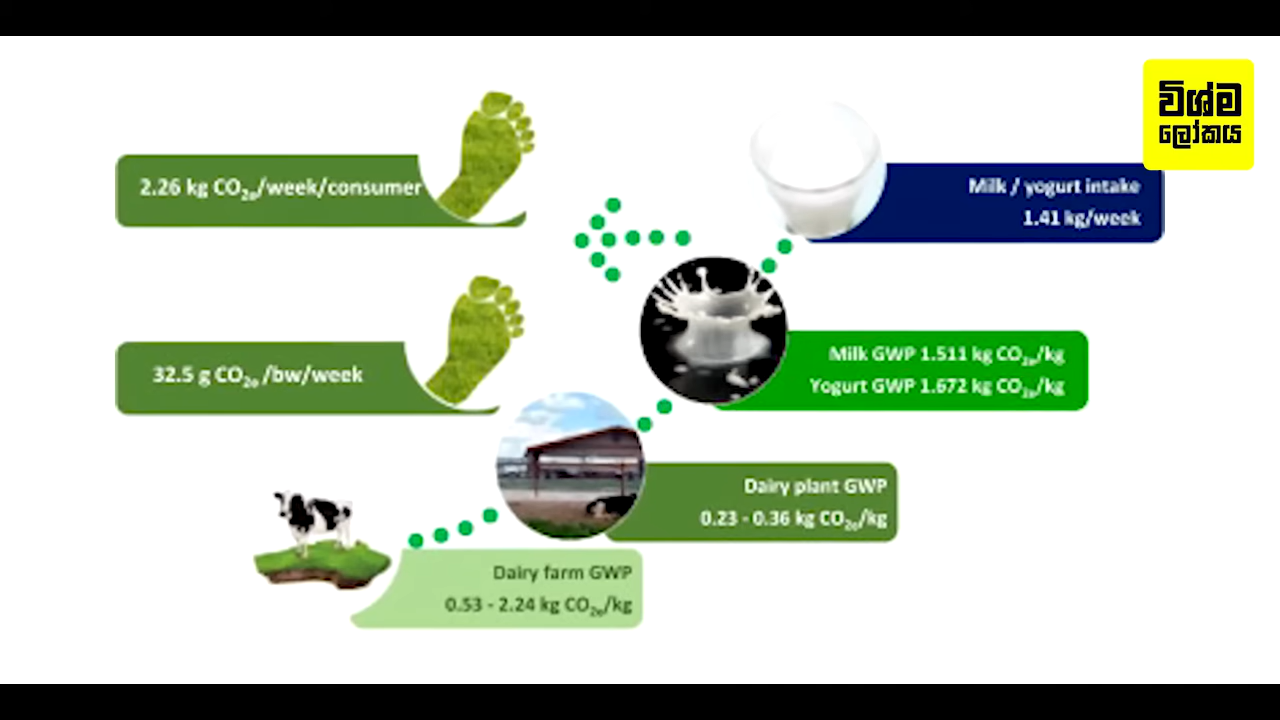 විශ්ම
ලෝකය
2.26 kg CO2e/week/consumer
Milk / yogurt intake
1.41 kg/week
32.5 g CO2e /bw/week
Milk GWP 1.511 kg CO2e/kg
Yogurt GWP 1.672 kg CO2e/kg
Dairy plant GWP
0.23 - 0.36 kg CO2e/kg
Dairy farm GWP
0.53 - 2.24 kg CO2e/kg